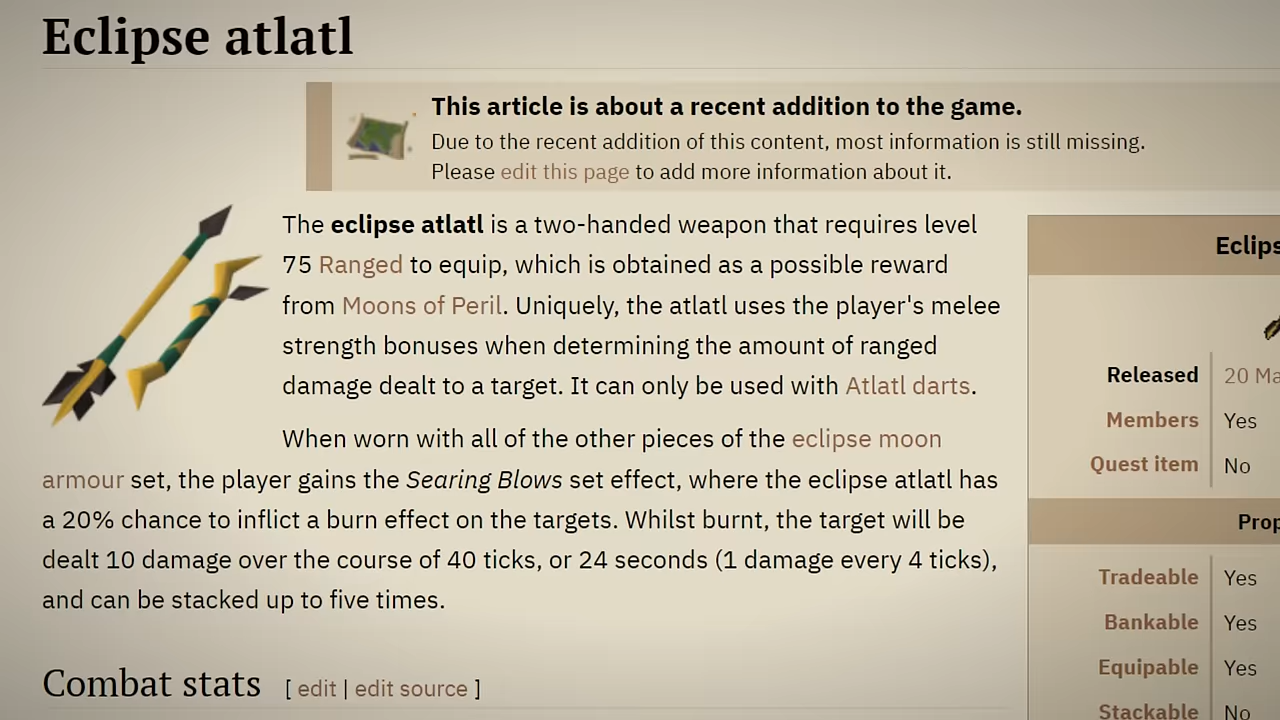 Eclipse atlatl
This article is about a recent addition to the game.
Due to the recent addition of this content, most information is still missing.
Please edit this page to add more information about it.
The eclipse atlatl is a two-handed weapon that requires level
75 Ranged to equip, which is obtained as a possible reward
from Moons of Peril. Uniquely, the atlatl uses the player's melee
strength bonuses when determining the amount of ranged
damage dealt to a target. It can only be used with Atlatl darts.
When worn with all of the other pieces of the eclipse moon
armour set, the player gains the Searing Blows set effect, where the eclipse atlatl has
a 20% chance to inflict a burn effect on the targets. Whilst burnt, the target will be
dealt 10 damage over the course of 40 ticks, or 24 seconds (1 damage every 4 ticks),
and can be stacked up to five times.
Combat stats [ edit | edit source ]
Eclips
Released 20 Ma
Members Yes
Quest item No
Prop
Tradeable Yes
Bankable Yes
Equipable Yes
Stackable No